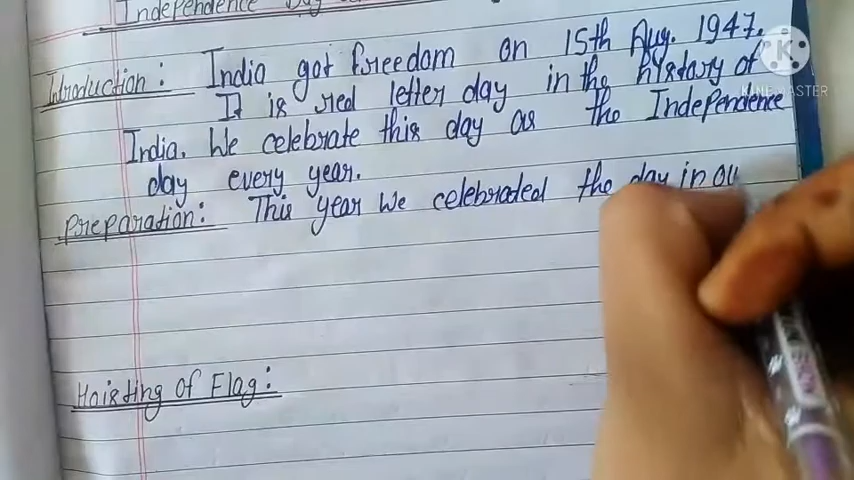 Independence Day
Introduction: India got freedom on 15th Aug. 1947.
It is red letter day in the history of
India. We celebrate this day as the Independence
day every year.
Preparation: This year we celebrated the day in ou
Hoisting of Flag:
KINEMASTER